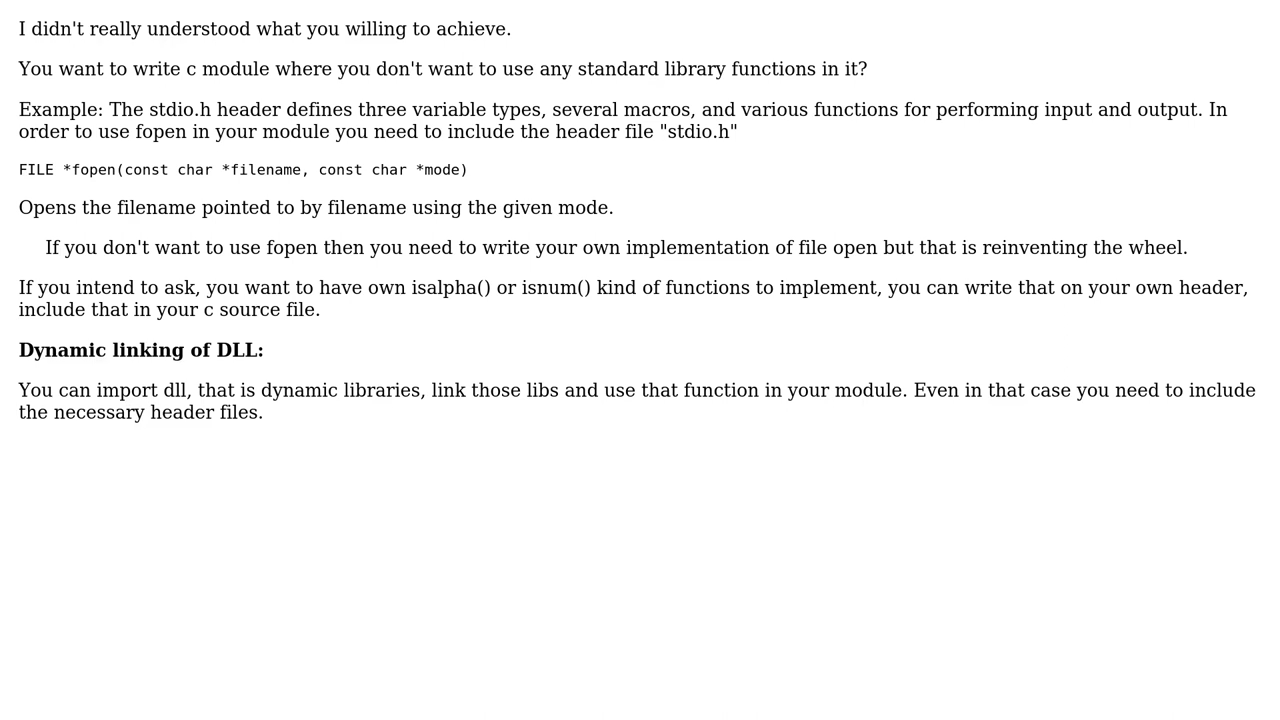 I didn't really understood what you willing to achieve.
You want to write c module where you don't want to use any standard library functions in it?
Example: The stdio.h header defines three variable types, several macros, and various functions for performing input and output. In
order to use fopen in your module you need to include the header file "stdio.h"
FILE *fopen(const char *filename, const char *mode)
Opens the filename pointed to by filename using the given mode.
If you don't want to use fopen then you need to write your own implementation of file open but that is reinventing the wheel.
If you intend to ask, you want to have own isalpha() or isnum() kind of functions to implement, you can write that on your own header,
include that in your c source file.
Dynamic linking of DLL:
You can import dll, that is dynamic libraries, link those libs and use that function in your module. Even in that case you need to include
the necessary header files.